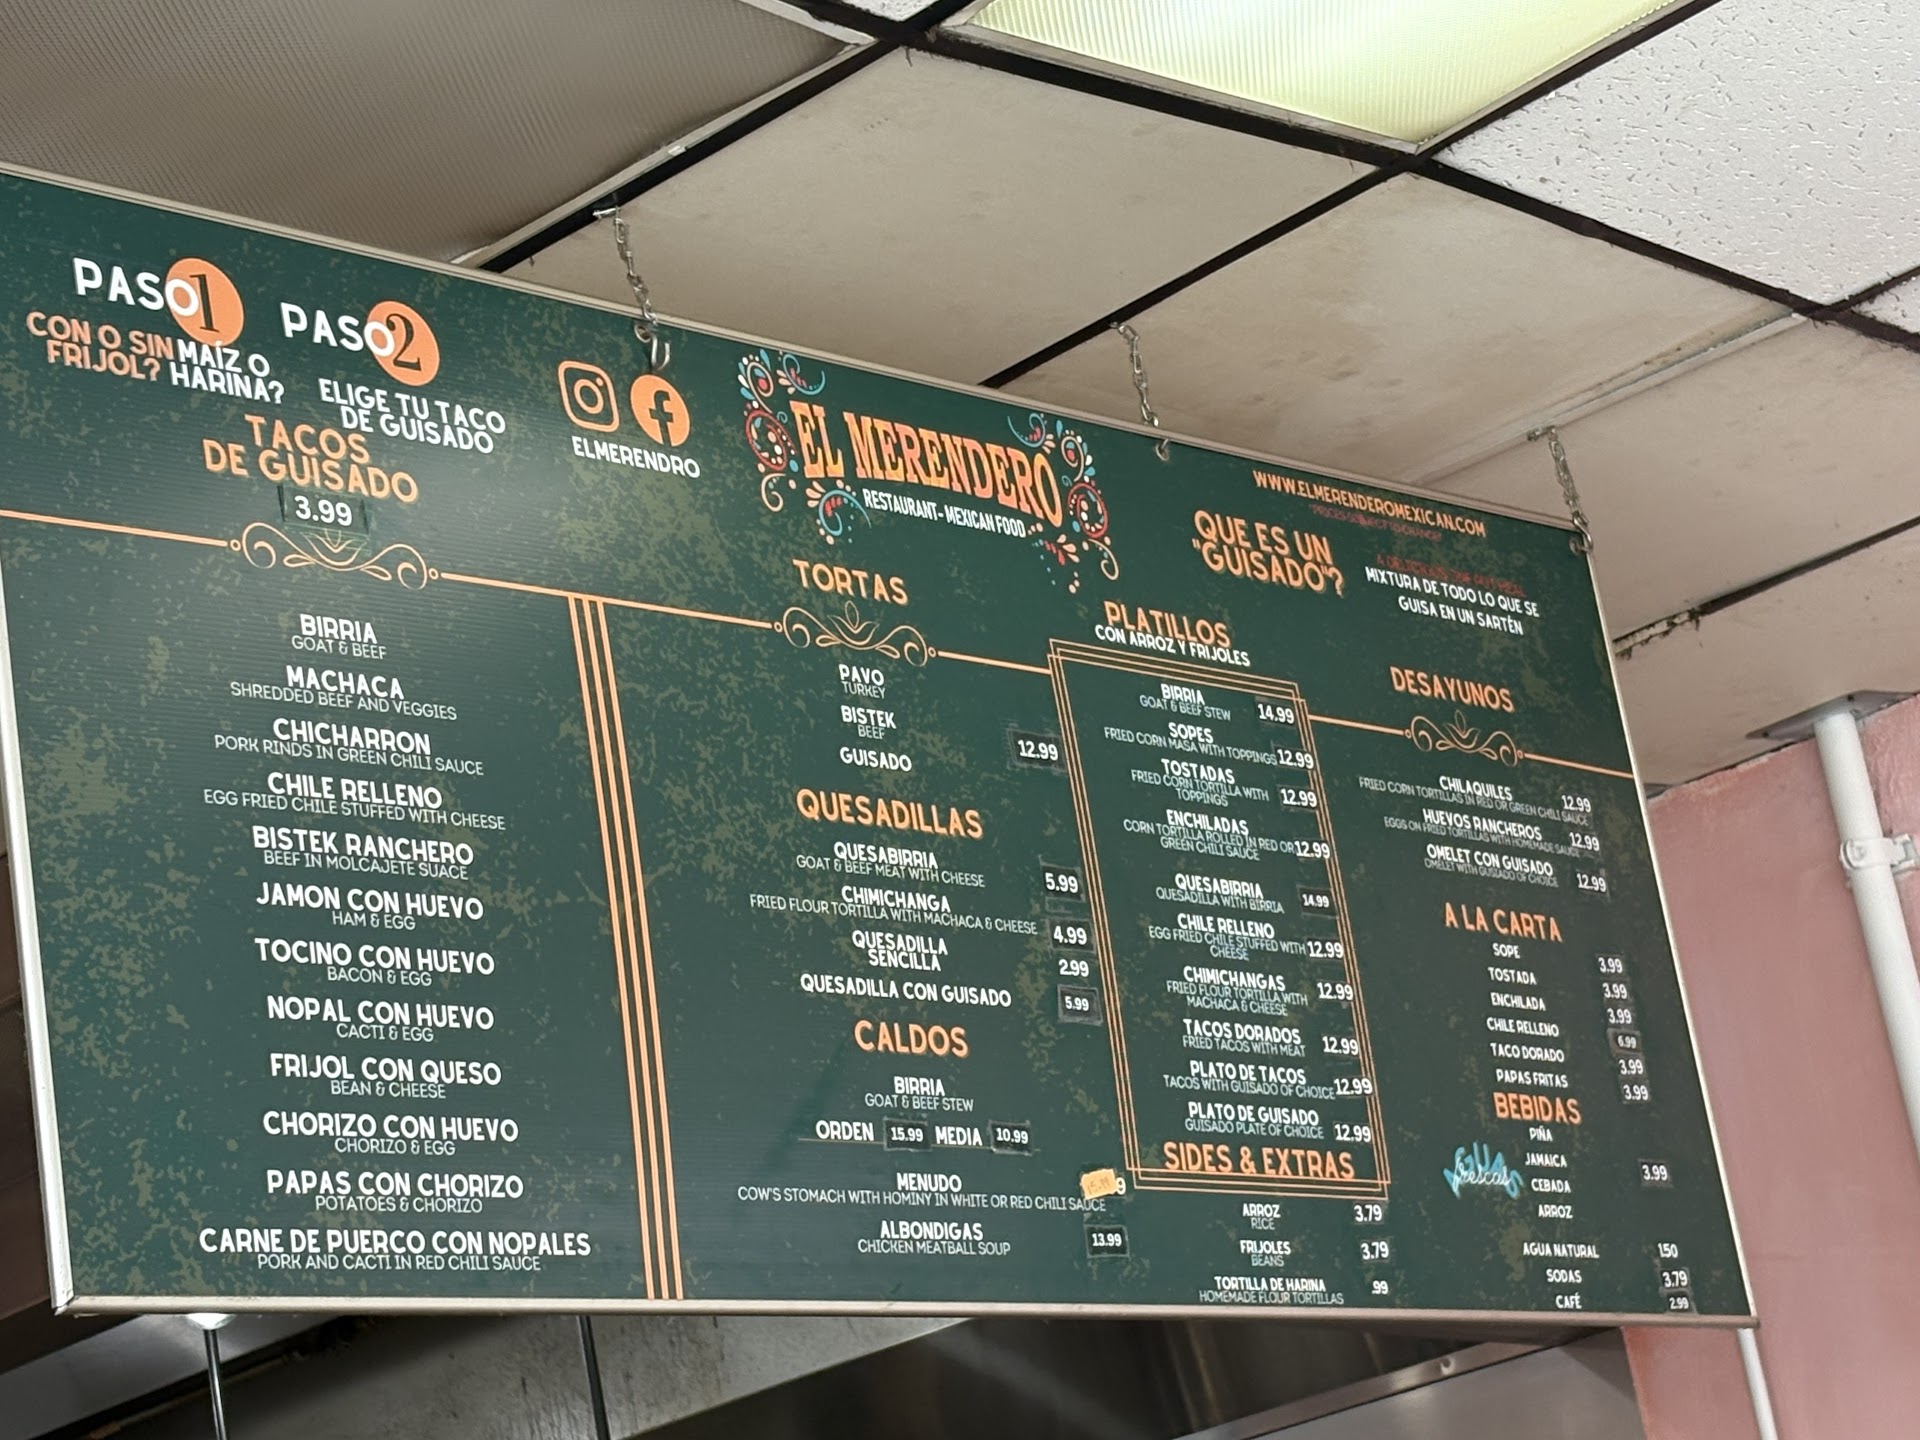 PASO 1
CON O SIN FRIJOL?
MAÍZ O HARINA?
PASO 2
ELIGE TU TACO
DE GUISADO
TACOS
DE GUISADO
3.99
BIRRIA
GOAT & BEEF
MACHACA
SHREDDED BEEF AND VEGGIES
CHICHARRON
PORK RINDS IN GREEN CHILI SAUCE
CHILE RELLENO
EGG FRIED CHILE STUFFED WITH CHEESE
BISTEK RANCHERO
BEEF IN MOLCAJETE SUACE
JAMON CON HUEVO
HAM & EGG
TOCINO CON HUEVO
BACON & EGG
NOPAL CON HUEVO
CACTI & EGG
FRIJOL CON QUESO
BEAN & CHEESE
CHORIZO CON HUEVO
CHORIZO & EGG
PAPAS CON CHORIZO
POTATOES & CHORIZO
CARNE DE PUERCO CON NOPALES
PORK AND CACTI IN RED CHILI SAUCE
ELMERENDRO
EL MERENDERO
RESTAURANT - MEXICAN FOOD
TORTAS
PAVO
TURKEY
BISTEK
BEEF
GUISADO 12.99
QUESADILLAS
QUESABIRRIA
GOAT & BEEF MEAT WITH CHEESE 5.99
CHIMICHANGA
FRIED FLOUR TORTILLA WITH MACHACA & CHEESE 4.99
QUESADILLA
SENCILLA 2.99
QUESADILLA CON GUISADO 5.99
CALDOS
BIRRIA
GOAT & BEEF STEW
ORDEN 15.99 MEDIA 10.99
MENUDO
COW'S STOMACH WITH HOMINY IN WHITE OR RED CHILI SAUCE
ALBONDIGAS
CHICKEN MEATBALL SOUP 13.99
WWW.ELMERENDEROMEXICAN.COM
*PRICES SUBJECT TO CHANGE*
QUE ES UN
"GUISADO"?
MIXTURA DE TODO LO QUE SE
GUISA EN UN SARTÉN
PLATILLOS
CON ARROZ Y FRIJOLES
BIRRIA
GOAT & BEEF STEW 14.99
SOPES
FRIED CORN MASA WITH TOPPINGS 12.99
TOSTADAS
FRIED CORN TORTILLA WITH
TOPPINGS 12.99
ENCHILADAS
CORN TORTILLA ROLLED IN RED OR
GREEN CHILI SAUCE 12.99
QUESABIRRIA
QUESADILLA WITH BIRRIA 14.99
CHILE RELLENO
EGG FRIED CHILE STUFFED WITH
CHEESE 12.99
CHIMICHANGAS
FRIED FLOUR TORTILLA WITH
MACHACA & CHEESE 12.99
TACOS DORADOS
FRIED TACOS WITH MEAT 12.99
PLATO DE TACOS
TACOS WITH GUISADO OF CHOICE 12.99
PLATO DE GUISADO
GUISADO PLATE OF CHOICE 12.99
SIDES & EXTRAS
ARROZ 3.79
RICE
FRIJOLES 3.79
BEANS
TORTILLA DE HARINA .99
HOMEMADE FLOUR TORTILLAS
DESAYUNOS
CHILAQUILES
FRIED CORN TORTILLAS IN RED OR GREEN CHILI SAUCE 12.99
HUEVOS RANCHEROS
EGGS ON FRIED TORTILLAS WITH HOMEMADE SAUCE 12.99
OMELET CON GUISADO
OMELET WITH GUSIADO OF CHOICE 12.99
A LA CARTA
SOPE 3.99
TOSTADA 3.99
ENCHILADA 3.99
CHILE RELLENO 6.99
TACO DORADO 3.99
PAPAS FRITAS 3.99
BEBIDAS
AGUAS frescas
PIÑA
JAMAICA
CEBADA 3.99
ARROZ
AGUA NATURAL 1.50
SODAS 3.79
CAFÉ 2.99